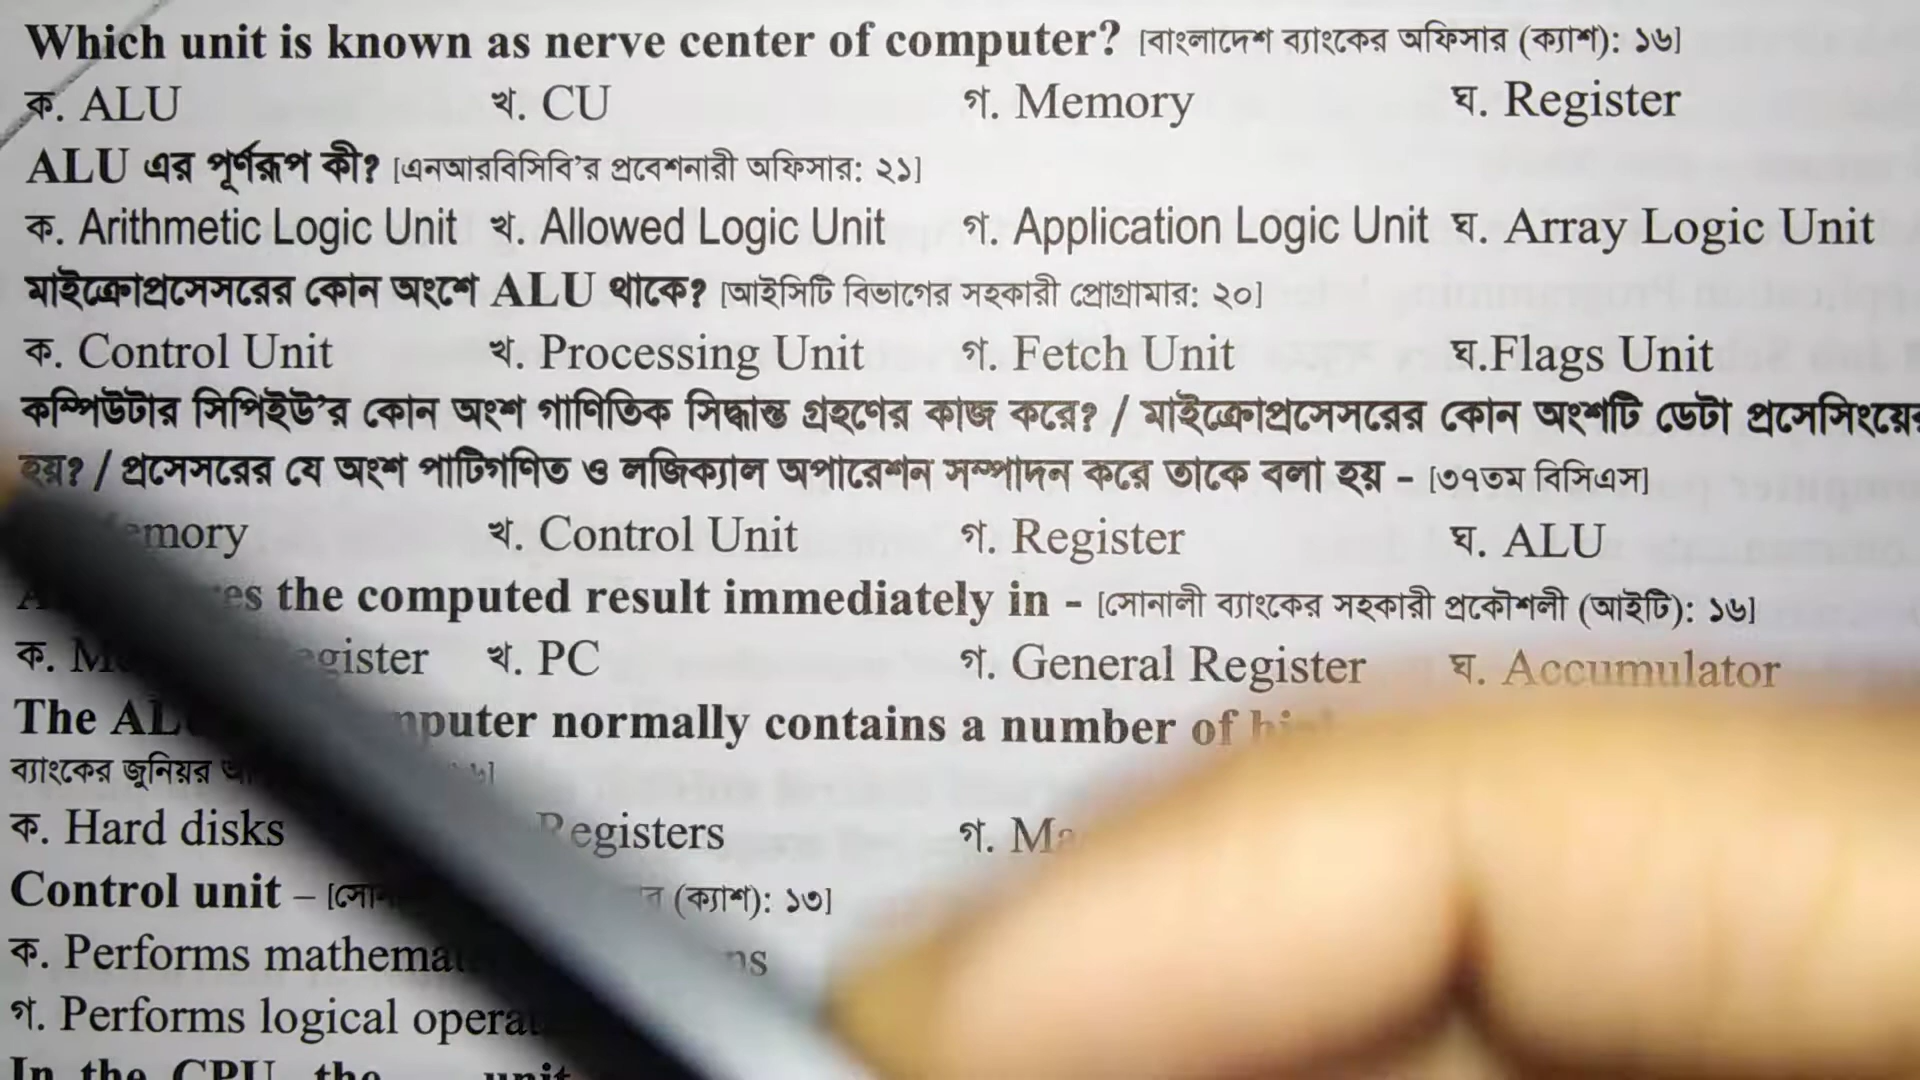 Which unit is known as nerve center of computer? [বাংলাদেশ ব্যাংকের অফিসার (ক্যাশ): ১৬]
ক. ALU খ. CU গ. Memory ঘ. Register
ALU এর পূর্ণরূপ কী? [এনআরবিসিবি’র প্রবেশনারী অফিসার: ২১]
ক. Arithmetic Logic Unit খ. Allowed Logic Unit গ. Application Logic Unit ঘ. Array Logic Unit
মাইক্রোপ্রসেসরের কোন অংশে ALU থাকে? [আইসিটি বিভাগের সহকারী প্রোগ্রামার: ২০]
ক. Control Unit খ. Processing Unit গ. Fetch Unit ঘ.Flags Unit
কম্পিউটার সিপিইউ’র কোন অংশ গাণিতিক সিদ্ধান্ত গ্রহণের কাজ করে? / মাইক্রোপ্রসেসরের কোন অংশটি ডেটা প্রসেসিংয়ের
হয়? / প্রসেসরের যে অংশ পাটিগণিত ও লজিক্যাল অপারেশন সম্পাদন করে তাকে বলা হয় – [৩৭তম বিসিএস]
খ. Control Unit গ. Register ঘ. ALU
the computed result immediately in - [সোনালী ব্যাংকের সহকারী প্রকৌশলী (আইটি): ১৬]
ক. খ. PC গ. General Register ঘ. Accumulator
The normally contains a number of
ব্যাংকের জুনিয়র
ক. Hard disks Registers গ.
Control unit – (ক্যাশ): ১৩]
ক. Performs
গ. Performs logical
In the CPU, the unit